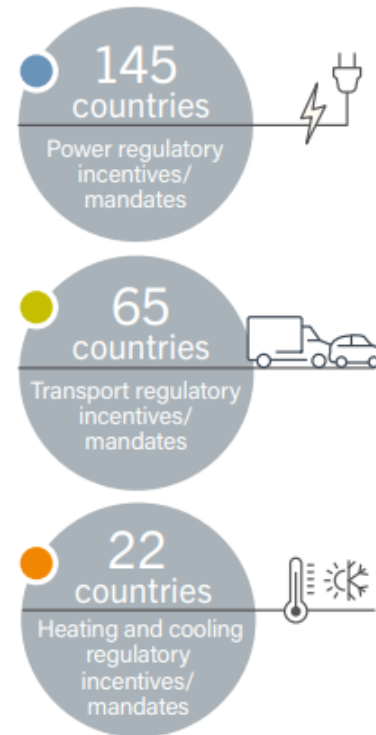 145
countries
Power regulatory
incentives/
mandates
65
countries
Transport regulatory
incentives/
mandates
22
countries
Heating and cooling
regulatory
incentives/
mandates